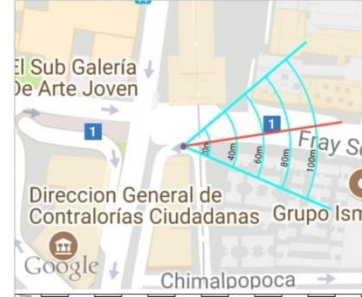 El Sub Galería
De Arte Joven
1
1
20m
40m
60m
80m
100m
Fray Se
Direccion General de
Contralorías Ciudadanas
Grupo Ism
Google
Chimalpopoca